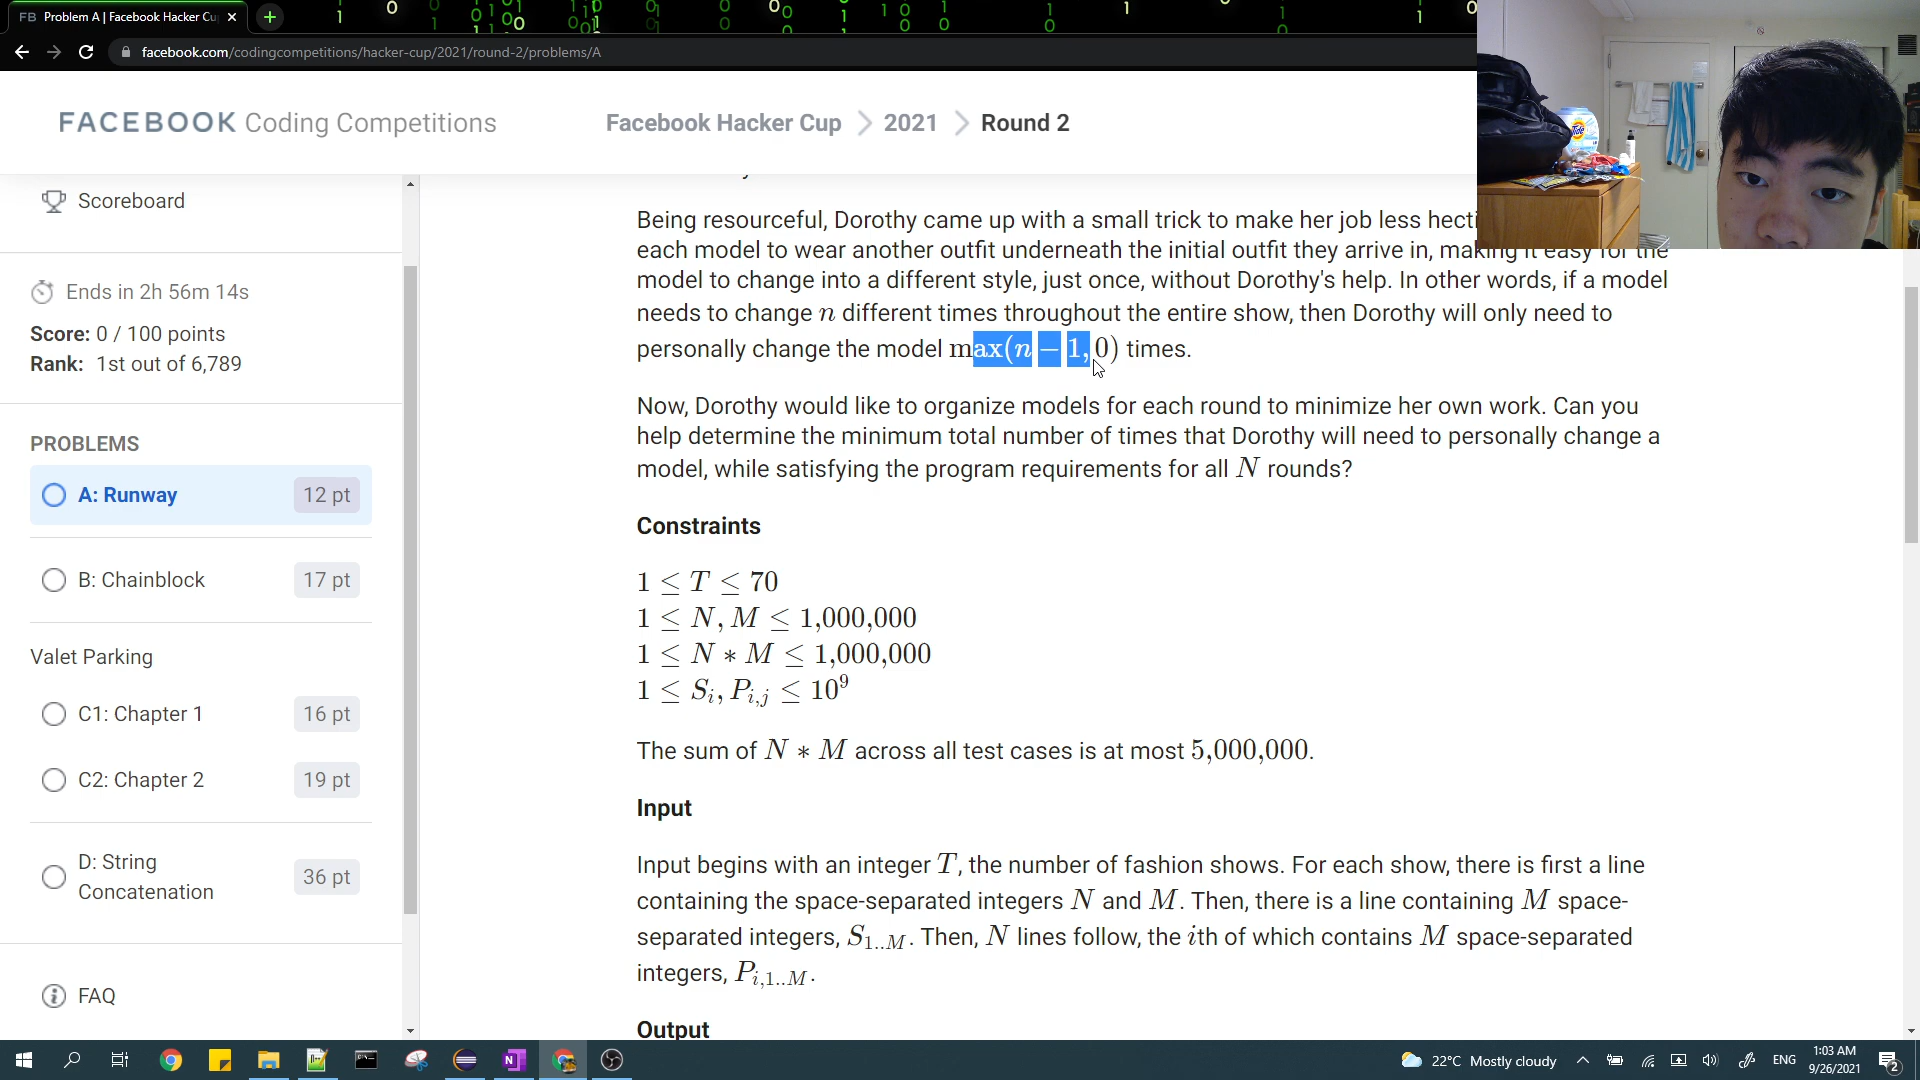 FB Problem A | Facebook Hacker Cu
facebook.com/codingcompetitions/hacker-cup/2021/round-2/problems/A
FACEBOOK Coding Competitions
Facebook Hacker Cup > 2021 > Round 2
Scoreboard
Ends in 2h 56m 14s
Score: 0 / 100 points
Rank: 1st out of 6,789
PROBLEMS
A: Runway 12 pt
B: Chainblock 17 pt
Valet Parking
C1: Chapter 1 16 pt
C2: Chapter 2 19 pt
D: String
Concatenation 36 pt
FAQ
Being resourceful, Dorothy came up with a small trick to make her job less hecti
each model to wear another outfit underneath the initial outfit they arrive in, making it easy for the
model to change into a different style, just once, without Dorothy's help. In other words, if a model
needs to change n different times throughout the entire show, then Dorothy will only need to
personally change the model max(n − 1, 0) times.
Now, Dorothy would like to organize models for each round to minimize her own work. Can you
help determine the minimum total number of times that Dorothy will need to personally change a
model, while satisfying the program requirements for all N rounds?
Constraints
1 ≤ T ≤ 70
1 ≤ N, M ≤ 1,000,000
1 ≤ N ∗ M ≤ 1,000,000
1 ≤ S_i, P_{i,j} ≤ 10^9
The sum of N ∗ M across all test cases is at most 5,000,000.
Input
Input begins with an integer T, the number of fashion shows. For each show, there is first a line
containing the space-separated integers N and M. Then, there is a line containing M space-
separated integers, S_{1..M}. Then, N lines follow, the ith of which contains M space-separated
integers, P_{i,1..M}.
Output
Tide
22°C Mostly cloudy
ENG
1:03 AM
9/26/2021
2